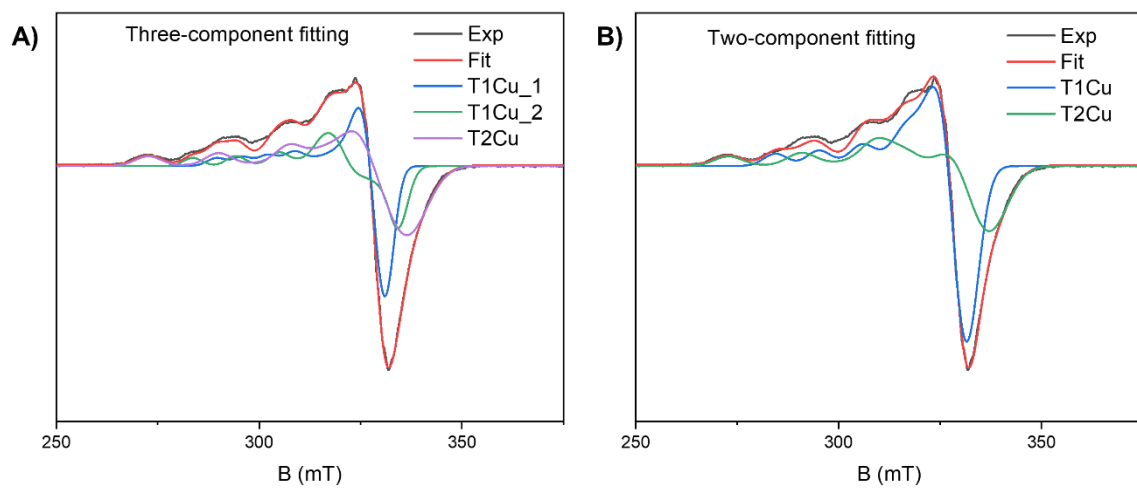 A)
Three-component fitting
Exp
Fit
T1Cu_1
T1Cu_2
T2Cu
250
300
350
B (mT)
B)
Two-component fitting
Exp
Fit
T1Cu
T2Cu
250
300
350
B (mT)